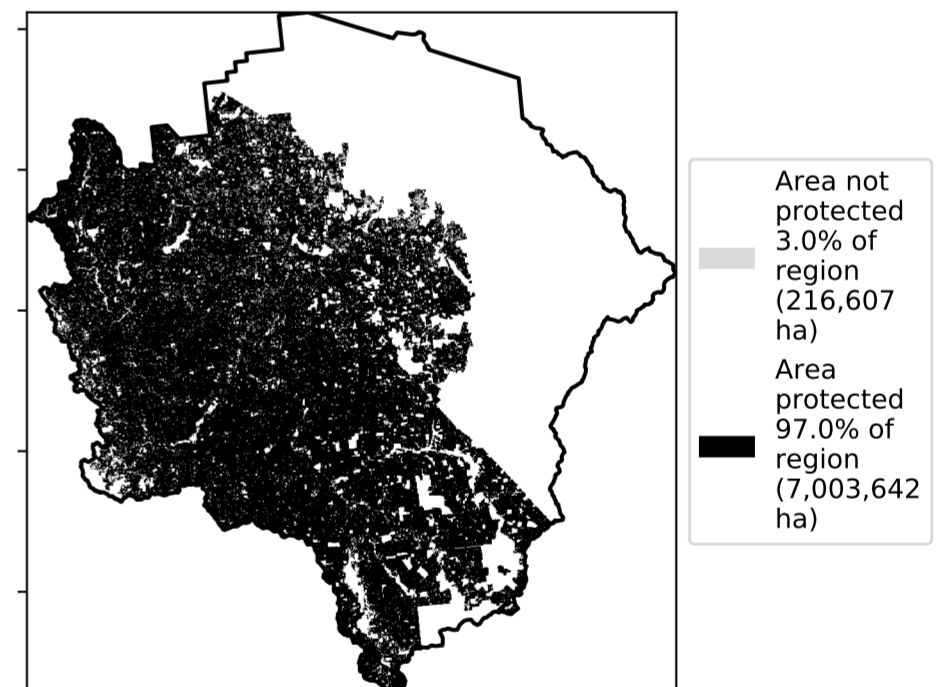 Area not
protected
3.0% of
region
(216,607
ha)
Area
protected
97.0% of
region
(7,003,642
ha)